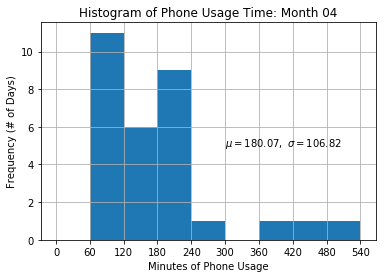 Histogram of Phone Usage Time: Month 04
Frequency (# of Days)
10
8
6
4
2
0
μ = 180.07, σ = 106.82
0 60 120 180 240 300 360 420 480 540
Minutes of Phone Usage